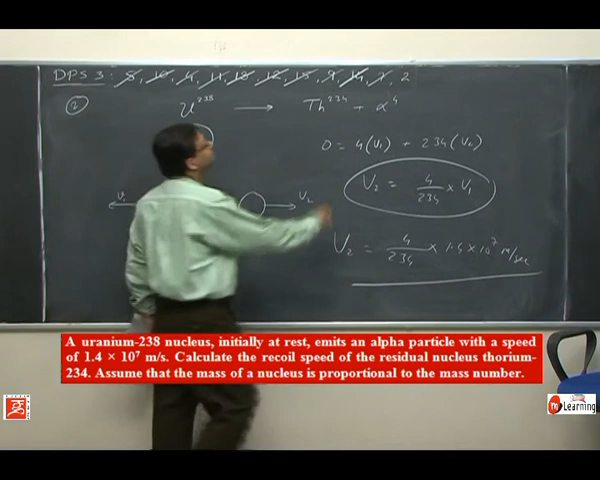 DPS 3: 8, 10, 4, 11, 18, 12, 15, 9, 14, 7, 2
2 U²³⁸ → Th²³⁴ + α⁴
0 = 4(V₁) + 234(V₂)
V₂ = 4/234 × V₁
V₁ V₂
V₂ = 4/234 × 1.4 × 10⁷ m/sec
A uranium-238 nucleus, initially at rest, emits an alpha particle with a speed
of 1.4 × 10⁷ m/s. Calculate the recoil speed of the residual nucleus thorium-
234. Assume that the mass of a nucleus is proportional to the mass number.
Learning